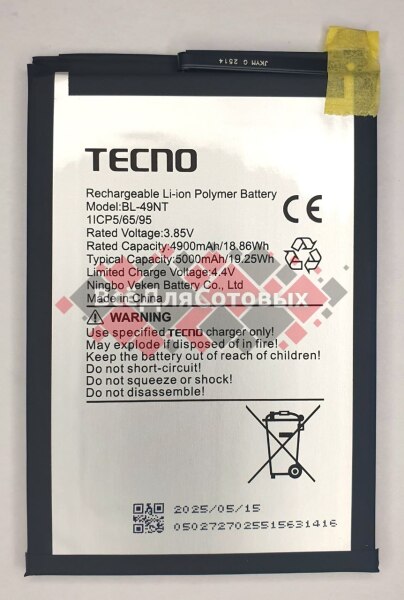 JKYM G 2514
TECNO
Rechargeable Li-ion Polymer Battery
Model:BL-49NT
1ICP5/65/95
Rated Voltage:3.85V
Rated Capacity:4900mAh/18.86Wh
Typical Capacity:5000mAh/19.25Wh
Limited Charge Voltage:4.4V
Ningbo Veken Battery Co., Ltd
Made in China
CE
ВсеДляСотовых
WARNING
Use specified TECNO charger only!
May explode if disposed of in fire!
Keep the battery out of reach of children!
Do not short-circuit!
Do not squeeze or shock!
Do not disassemble!
2025/05/15
0502727025515631416